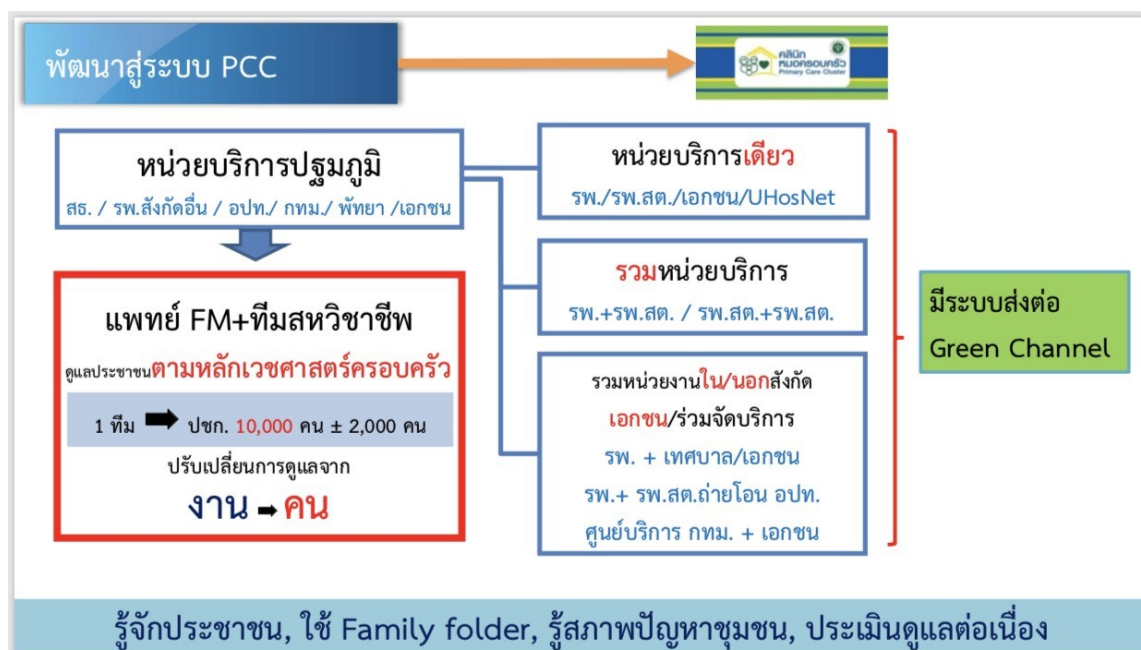 พัฒนาสู่ระบบ PCC
คลินิก
หมอครอบครัว
Primary Care Cluster
หน่วยบริการปฐมภูมิ
สธ. / รพ.สังกัดอื่น / อปท./ กทม./ พัทยา /เอกชน
แพทย์ FM+ทีมสหวิชาชีพ
ดูแลประชาชนตามหลักเวชศาสตร์ครอบครัว
1 ทีม ➡ ปชก. 10,000 คน ± 2,000 คน
ปรับเปลี่ยนการดูแลจาก
งาน ➡ คน
หน่วยบริการเดียว
รพ./รพ.สต./เอกชน/UHosNet
รวมหน่วยบริการ
รพ.+รพ.สต. / รพ.สต.+รพ.สต.
รวมหน่วยงานใน/นอกสังกัด
เอกชน/ร่วมจัดบริการ
รพ. + เทศบาล/เอกชน
รพ.+ รพ.สต.ถ่ายโอน อปท.
ศูนย์บริการ กทม. + เอกชน
มีระบบส่งต่อ
Green Channel
รู้จักประชาชน, ใช้ Family folder, รู้สภาพปัญหาชุมชน, ประเมินดูแลต่อเนื่อง